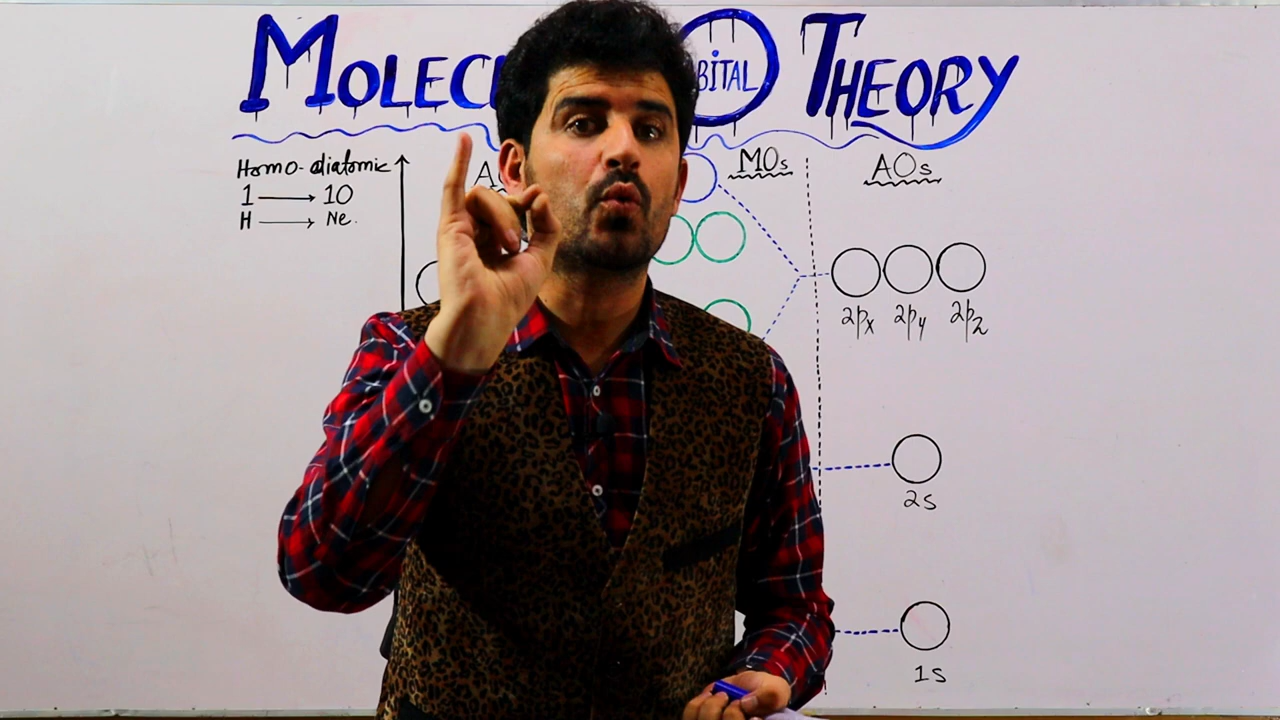 MOLEC BITAL THEORY
Homo-diatomic
1 → 10
H → Ne.
A
MOs
AOs
2px 2py 2pz
2s
1s